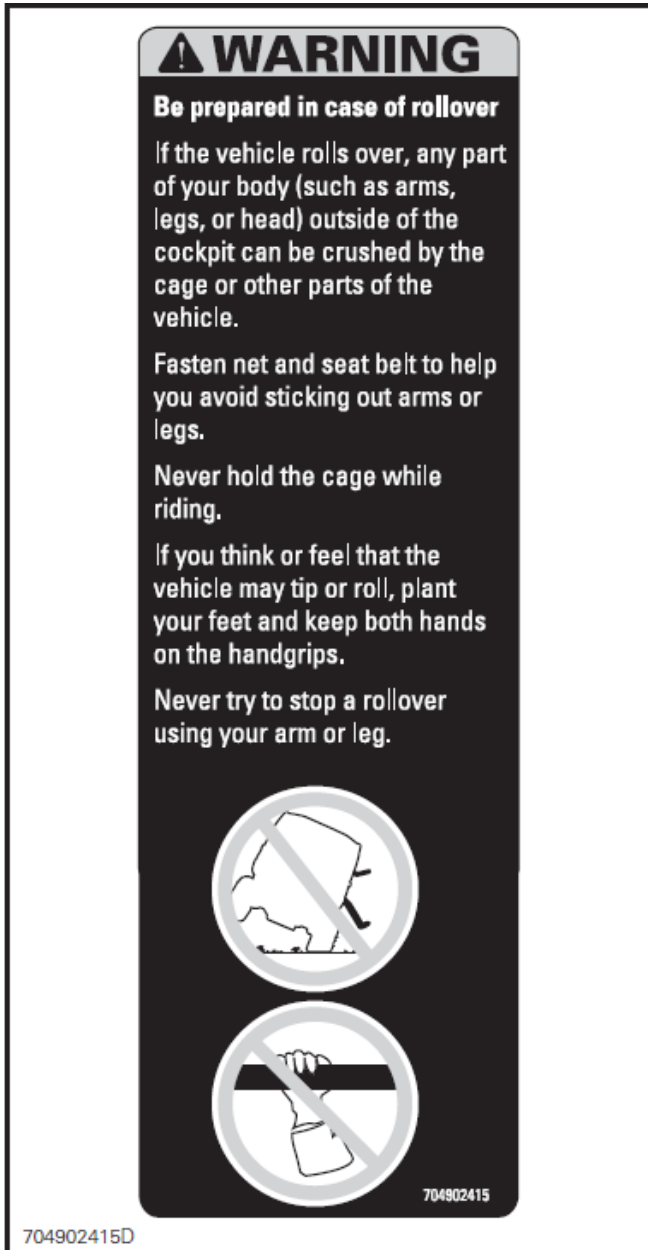 WARNING
Be prepared in case of rollover
If the vehicle rolls over, any part
of your body (such as arms,
legs, or head) outside of the
cockpit can be crushed by the
cage or other parts of the
vehicle.
Fasten net and seat belt to help
you avoid sticking out arms or
legs.
Never hold the cage while
riding.
If you think or feel that the
vehicle may tip or roll, plant
your feet and keep both hands
on the handgrips.
Never try to stop a rollover
using your arm or leg.
704902415
704902415D